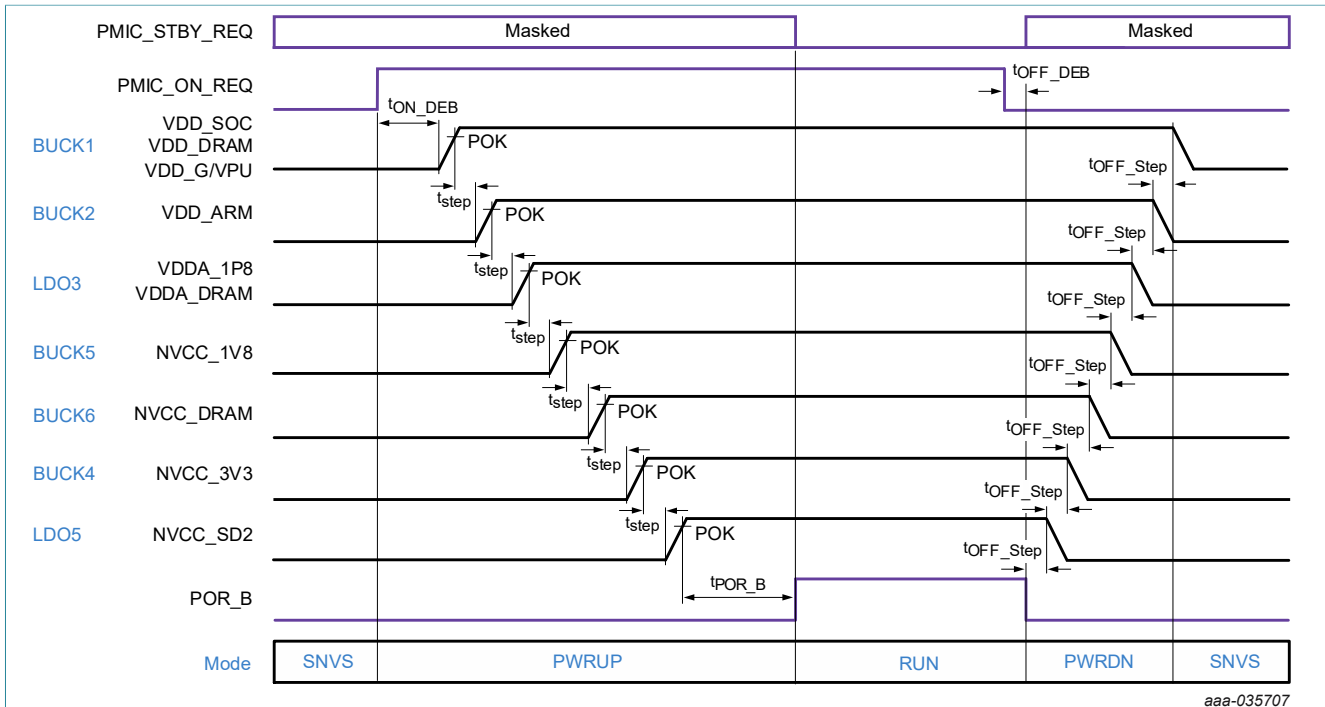 PMIC_STBY_REQ Masked Masked
PMIC_ON_REQ
tOFF_DEB
tON_DEB
VDD_SOC
BUCK1 VDD_DRAM POK
VDD_G/VPU
tOFF_Step
tstep
BUCK2 VDD_ARM POK
tOFF_Step
tstep
VDDA_1P8
LDO3 POK
VDDA_DRAM
tOFF_Step
tstep
BUCK5 NVCC_1V8 POK
tOFF_Step
tstep
BUCK6 NVCC_DRAM POK
tOFF_Step
tstep
BUCK4 NVCC_3V3 POK
tOFF_Step
tstep
LDO5 NVCC_SD2 POK
tOFF_Step
tPOR_B
POR_B
Mode SNVS PWRUP RUN PWRDN SNVS
aaa-035707